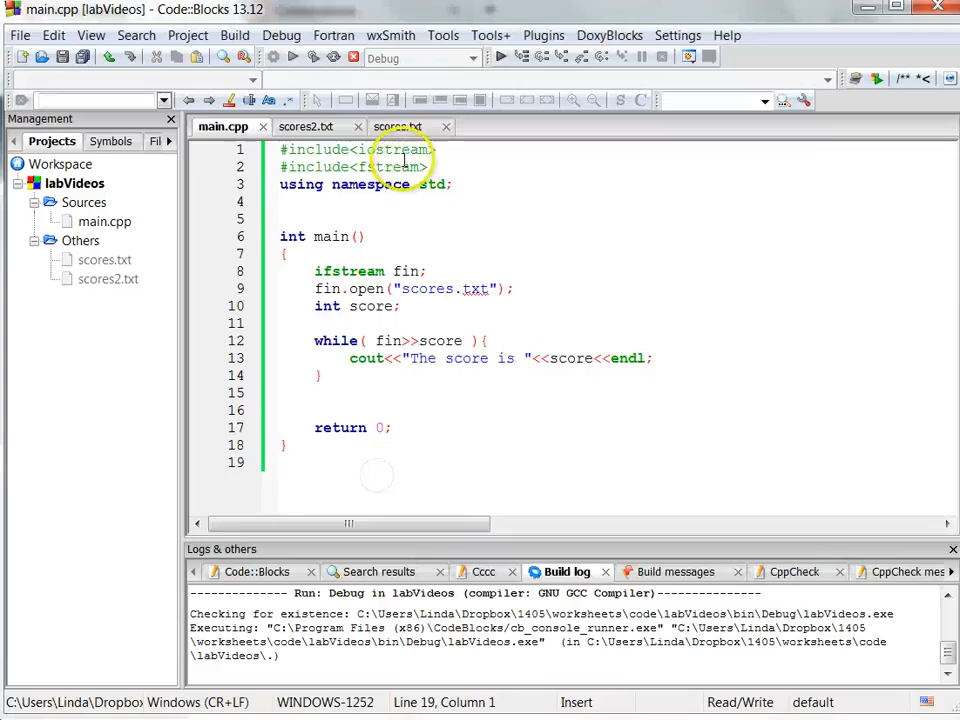 main.cpp [labVideos] - Code::Blocks 13.12
File Edit View Search Project Build Debug Fortran wxSmith Tools Tools+ Plugins DoxyBlocks Settings Help
Debug
/** *<
S C
Management
main.cpp scores2.txt scores.txt
Projects Symbols Fil
Workspace
labVideos
Sources
main.cpp
Others
scores.txt
scores2.txt
1 #include<iostream>
2 #include<fstream>
3 using namespace std;
4
5
6 int main()
7 {
8 ifstream fin;
9 fin.open("scores.txt");
10 int score;
11
12 while( fin>>score ){
13 cout<<"The score is "<<score<<endl;
14 }
15
16
17 return 0;
18 }
19
Logs & others
Code::Blocks Search results Cccc Build log Build messages CppCheck CppCheck mes
-------------- Run: Debug in labVideos (compiler: GNU GCC Compiler)---------------
Checking for existence: C:\Users\Linda\Dropbox\1405\worksheets\code\labVideos\bin\Debug\labVideos.exe
Executing: "C:\Program Files (x86)\CodeBlocks/cb_console_runner.exe" "C:\Users\Linda\Dropbox\1405
\worksheets\code\labVideos\bin\Debug\labVideos.exe" (in C:\Users\Linda\Dropbox\1405\worksheets\code
\labVideos\.)
C:\Users\Linda\Dropbo Windows (CR+LF) WINDOWS-1252 Line 19, Column 1 Insert Read/Write default